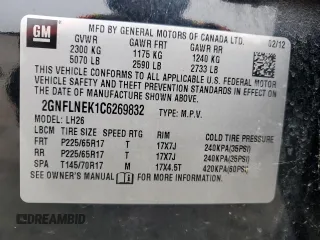 GM
MFD BY GENERAL MOTORS OF CANADA LTD.
02/12
GVWR GAWR FRT GAWR RR
2300 KG 1175 KG 1240 KG
5070 LB 2590 LB 2733 LB
THIS VEHICLE CONFORMS TO ALL APPLICABLE U.S. FEDERAL MOTOR
VEHICLE SAFETY AND THEFT PREVENTION STANDARDS IN EFFECT ON
THE DATE OF MANUFACTURE SHOWN ABOVE.
2GNFLNEK1C6269832 TYPE: M.P.V.
MODEL: LH26
LBCM TIRE SIZE SPEED RTG RIM COLD TIRE PRESSURE
FRT P225/65R17 T 17X7J 240KPA(35PSI)
RR P225/65R17 T 17X7J 240KPA(35PSI)
SPA T145/70R17 M 17X4.5T 420KPA(60PSI)
SEE OWNER'S MANUAL FOR ADDITIONAL INFORMATION
DREAMBID